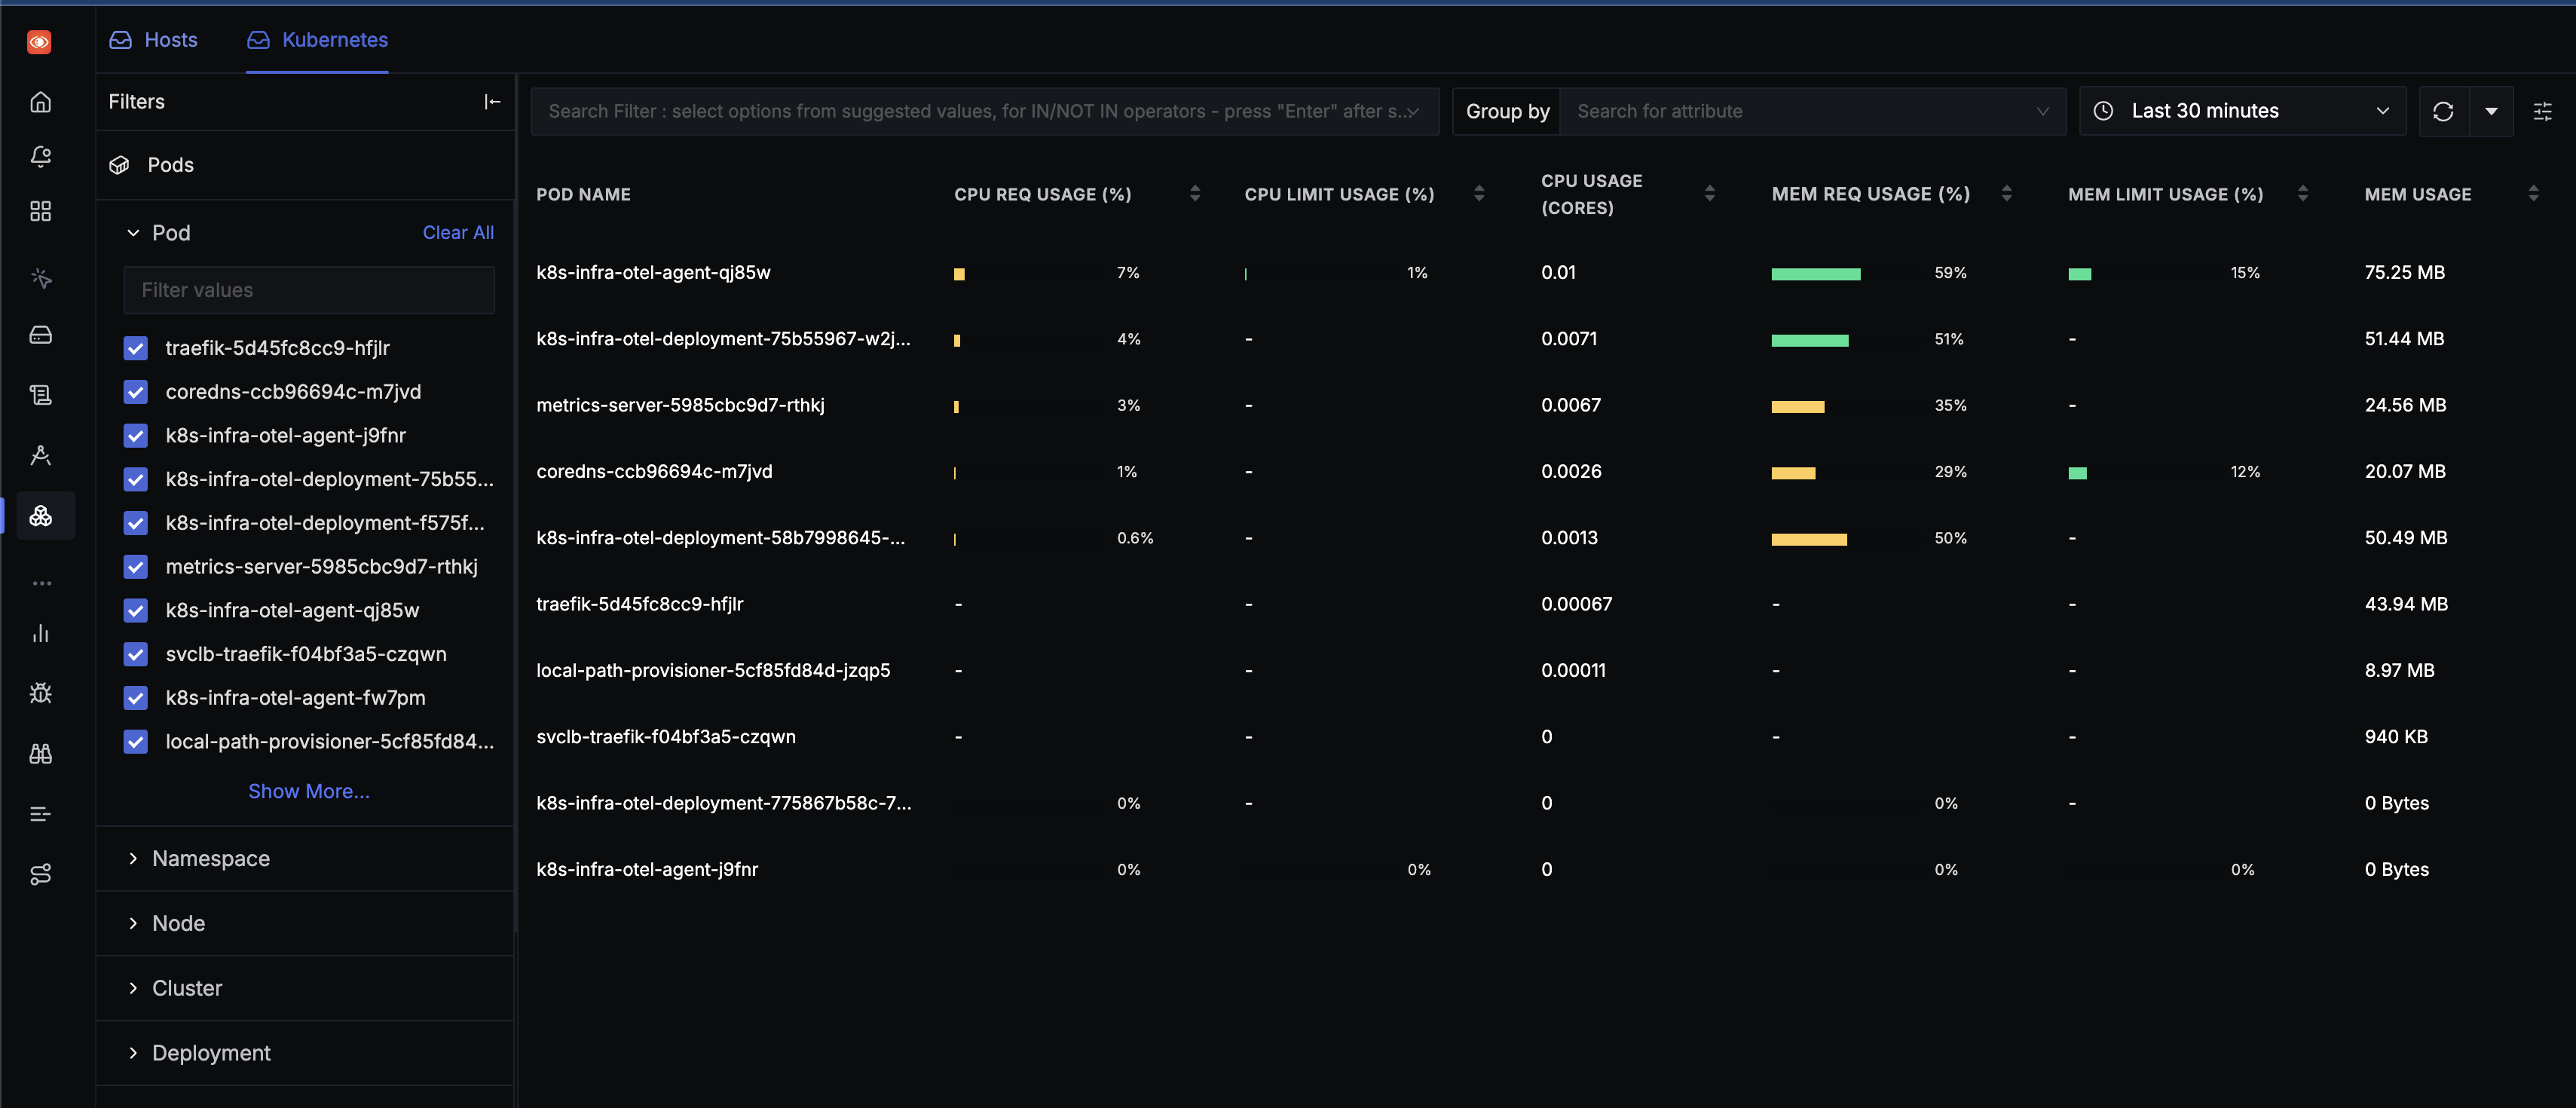 Hosts
Kubernetes
Filters
Search Filter : select options from suggested values, for IN/NOT IN operators - press "Enter" after s...
Group by
Search for attribute
Last 30 minutes
Pods
Pod
Clear All
Filter values
traefik-5d45fc8cc9-hfjlr
coredns-ccb96694c-m7jvd
k8s-infra-otel-agent-j9fnr
k8s-infra-otel-deployment-75b55...
k8s-infra-otel-deployment-f575f...
metrics-server-5985cbc9d7-rthkj
k8s-infra-otel-agent-qj85w
svclb-traefik-f04bf3a5-czqwn
k8s-infra-otel-agent-fw7pm
local-path-provisioner-5cf85fd84...
Show More...
Namespace
Node
Cluster
Deployment
POD NAME CPU REQ USAGE (%) CPU LIMIT USAGE (%) CPU USAGE (CORES) MEM REQ USAGE (%) MEM LIMIT USAGE (%) MEM USAGE
k8s-infra-otel-agent-qj85w 7% 1% 0.01 59% 15% 75.25 MB
k8s-infra-otel-deployment-75b55967-w2j... 4% - 0.0071 51% - 51.44 MB
metrics-server-5985cbc9d7-rthkj 3% - 0.0067 35% - 24.56 MB
coredns-ccb96694c-m7jvd 1% - 0.0026 29% 12% 20.07 MB
k8s-infra-otel-deployment-58b7998645-... 0.6% - 0.0013 50% - 50.49 MB
traefik-5d45fc8cc9-hfjlr - - 0.00067 - - 43.94 MB
local-path-provisioner-5cf85fd84d-jzqp5 - - 0.00011 - - 8.97 MB
svclb-traefik-f04bf3a5-czqwn - - 0 - - 940 KB
k8s-infra-otel-deployment-775867b58c-7... 0% - 0 0% - 0 Bytes
k8s-infra-otel-agent-j9fnr 0% 0% 0 0% 0% 0 Bytes